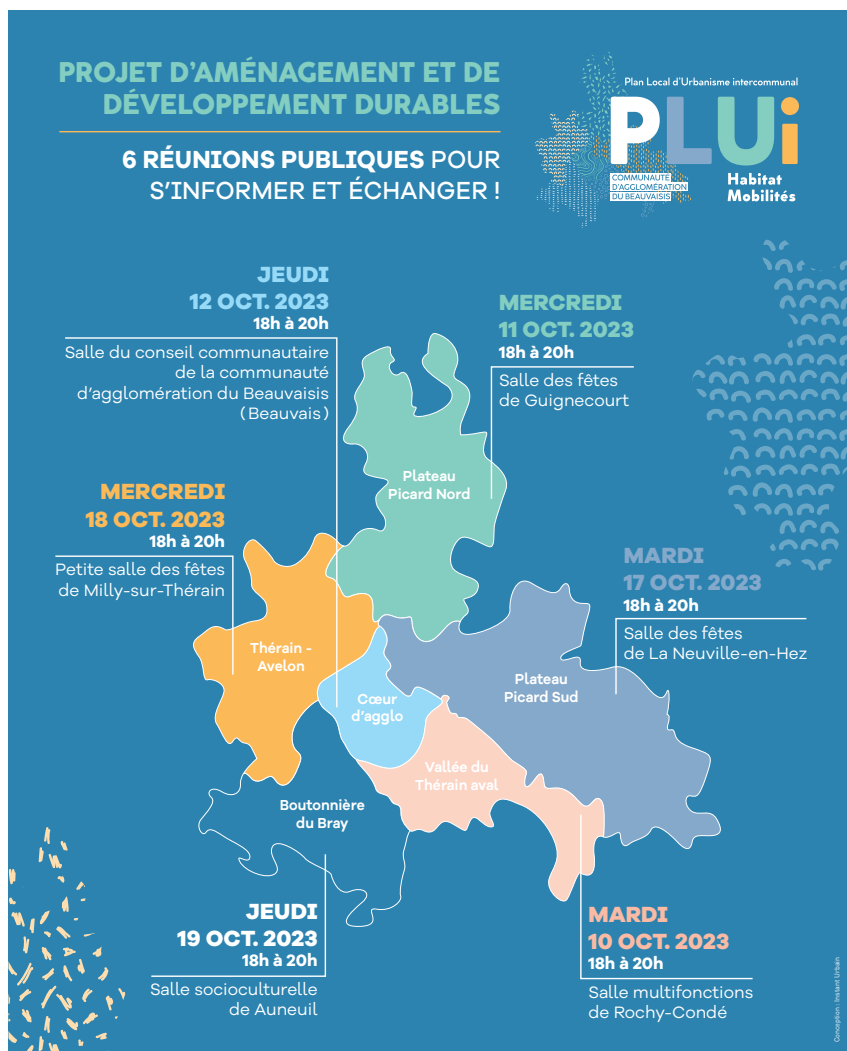 PROJET D'AMÉNAGEMENT ET DE
DÉVELOPPEMENT DURABLES
6 RÉUNIONS PUBLIQUES POUR
S'INFORMER ET ÉCHANGER !
Plan Local d'Urbanisme intercommunal
PLUi
COMMUNAUTÉ
D'AGGLOMÉRATION
DU BEAUVAISIS
Habitat
Mobilités
JEUDI
12 OCT. 2023
18h à 20h
Salle du conseil communautaire
de la communauté
d'agglomération du Beauvaisis
(Beauvais)
MERCREDI
11 OCT. 2023
18h à 20h
Salle des fêtes
de Guignecourt
Plateau
Picard Nord
MERCREDI
18 OCT. 2023
18h à 20h
Petite salle des fêtes
de Milly-sur-Thérain
MARDI
17 OCT. 2023
18h à 20h
Salle des fêtes
de La Neuville-en-Hez
Thérain -
Avelon
Plateau
Picard Sud
Cœur
d'agglo
Vallée du
Thérain aval
Boutonnière
du Bray
JEUDI
19 OCT. 2023
18h à 20h
Salle socioculturelle
de Auneuil
MARDI
10 OCT. 2023
18h à 20h
Salle multifonctions
de Rochy-Condé
Conception : Instant Urbain